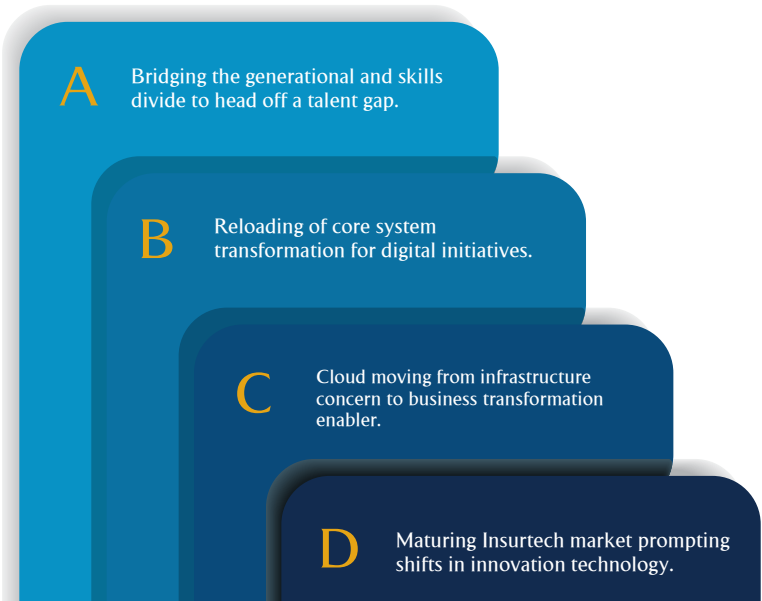 A
Bridging the generational and skills
divide to head off a talent gap.
B
Reloading of core system
transformation for digital initiatives.
C
Cloud moving from infrastructure
concern to business transformation
enabler.
D
Maturing Insurtech market prompting
shifts in innovation technology.